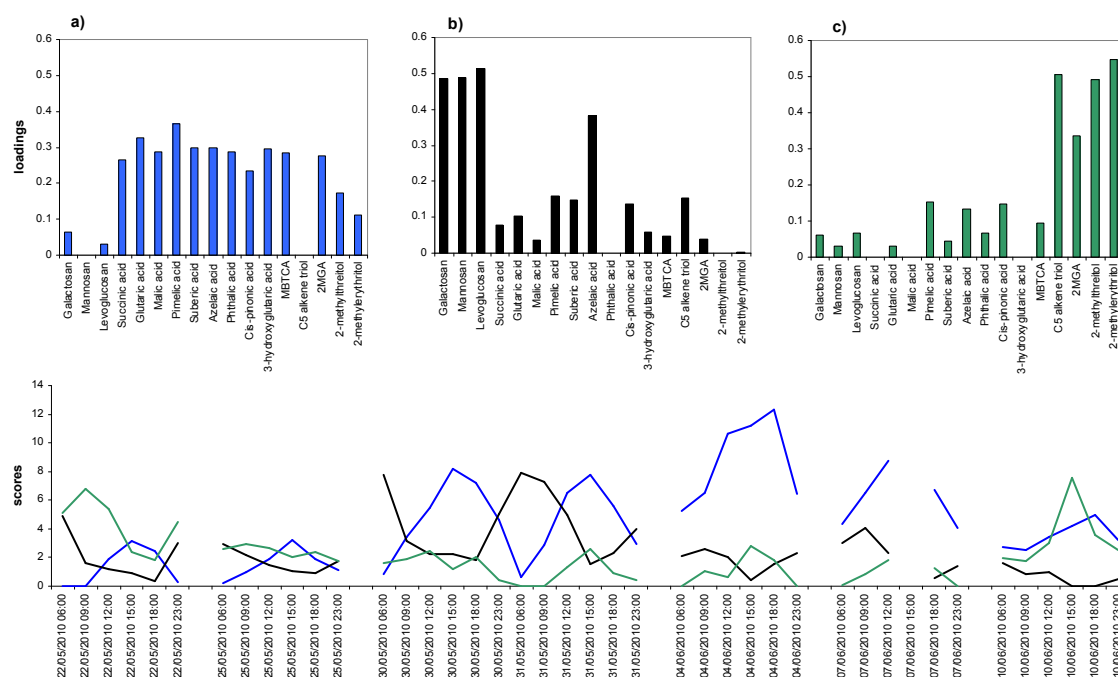 a)
b)
c)
0.6
0.5
0.4
0.3
0.2
0.1
0
loadings
Galactosan
Mannosan
Levoglucosan
Succinic acid
Glutaric acid
Malic acid
Pimelic acid
Suberic acid
Azelaic acid
Phthalic acid
Cis-pinonic acid
3-hydroxyglutaric acid
MBTCA
C5 alkene triol
2MGA
2-methylthreitol
2-methylerythritol
0.6
0.5
0.4
0.3
0.2
0.1
0
Galactosan
Mannosan
Levoglucosan
Succinic acid
Glutaric acid
Malic acid
Pimelic acid
Suberic acid
Azelaic acid
Phthalic acid
Cis-pinonic acid
3-hydroxyglutaric acid
MBTCA
C5 alkene triol
2MGA
2-methylthreitol
2-methylerythritol
0.6
0.5
0.4
0.3
0.2
0.1
0
Galactosan
Mannosan
Levoglucosan
Succinic acid
Glutaric acid
Malic acid
Pimelic acid
Suberic acid
Azelaic acid
Phthalic acid
Cis-pinonic acid
3-hydroxyglutaric acid
MBTCA
C5 alkene triol
2MGA
2-methylthreitol
2-methylerythritol
14
12
10
8
6
4
2
0
scores
22/05/2010 06:00
22/05/2010 09:00
22/05/2010 12:00
22/05/2010 15:00
22/05/2010 18:00
22/05/2010 23:00
25/05/2010 06:00
25/05/2010 09:00
25/05/2010 12:00
25/05/2010 15:00
25/05/2010 18:00
25/05/2010 23:00
30/05/2010 06:00
30/05/2010 09:00
30/05/2010 12:00
30/05/2010 15:00
30/05/2010 18:00
30/05/2010 23:00
31/05/2010 06:00
31/05/2010 09:00
31/05/2010 12:00
31/05/2010 15:00
31/05/2010 18:00
31/05/2010 23:00
04/06/2010 06:00
04/06/2010 09:00
04/06/2010 12:00
04/06/2010 15:00
04/06/2010 18:00
04/06/2010 23:00
07/06/2010 06:00
07/06/2010 09:00
07/06/2010 12:00
07/06/2010 15:00
07/06/2010 18:00
07/06/2010 23:00
10/06/2010 06:00
10/06/2010 09:00
10/06/2010 12:00
10/06/2010 15:00
10/06/2010 18:00
10/06/2010 23:00